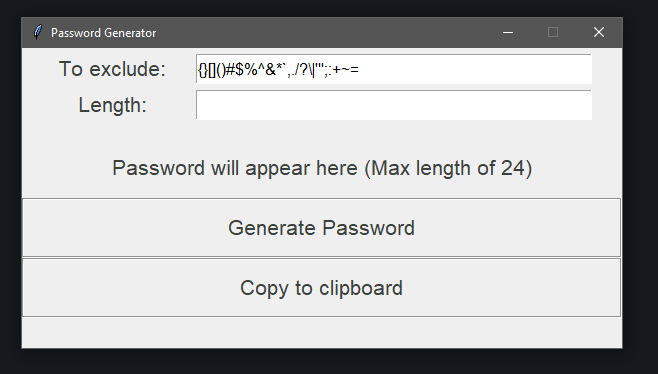 Password Generator
To exclude: {}[]()#$%^&*`,./?\|'";:+~=
Length:
Password will appear here (Max length of 24)
Generate Password
Copy to clipboard